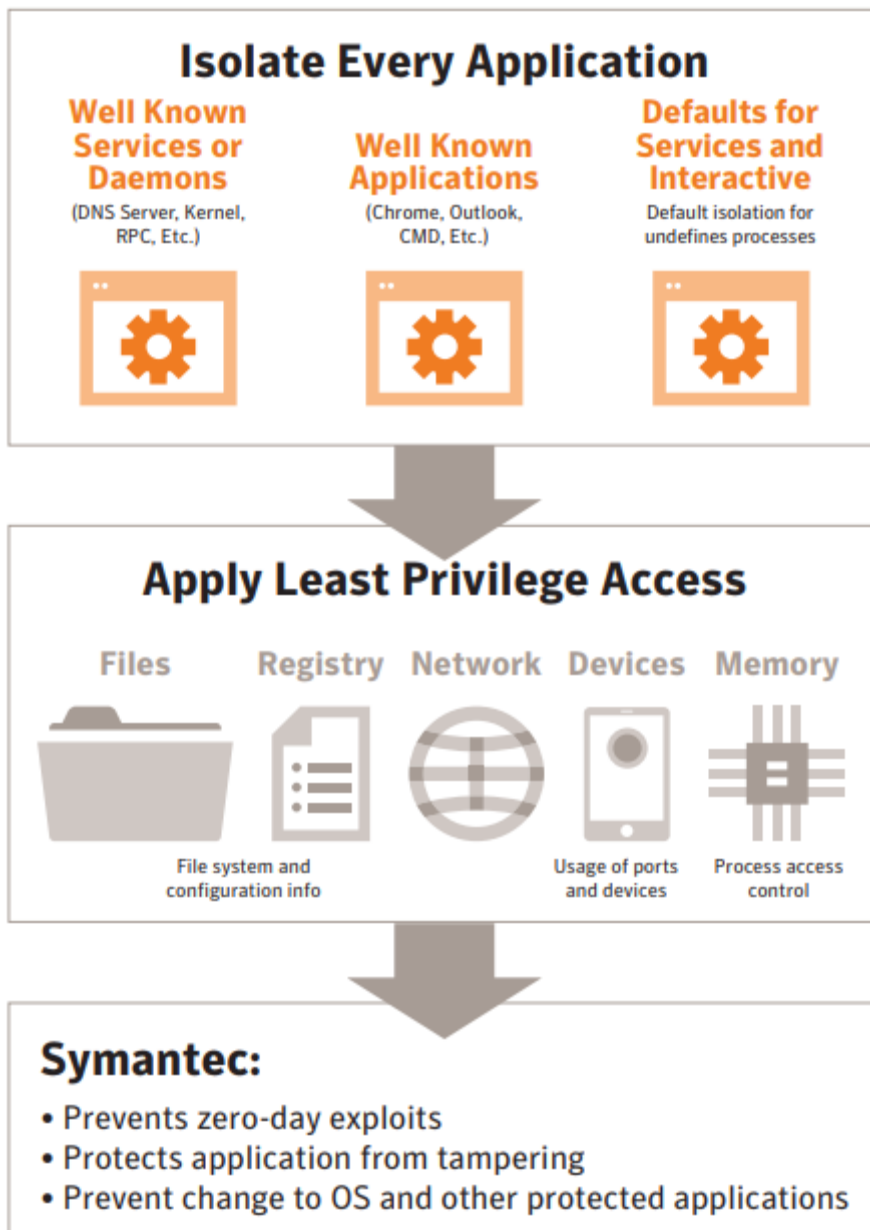 Isolate Every Application
Well Known
Services or
Daemons
(DNS Server, Kernel,
RPC, Etc.)
Well Known
Applications
(Chrome, Outlook,
CMD, Etc.)
Defaults for
Services and
Interactive
Default isolation for
undefines processes
Apply Least Privilege Access
Files
Registry
Network
Devices
Memory
File system and
configuration info
Usage of ports
and devices
Process access
control
Symantec:
• Prevents zero-day exploits
• Protects application from tampering
• Prevent change to OS and other protected applications